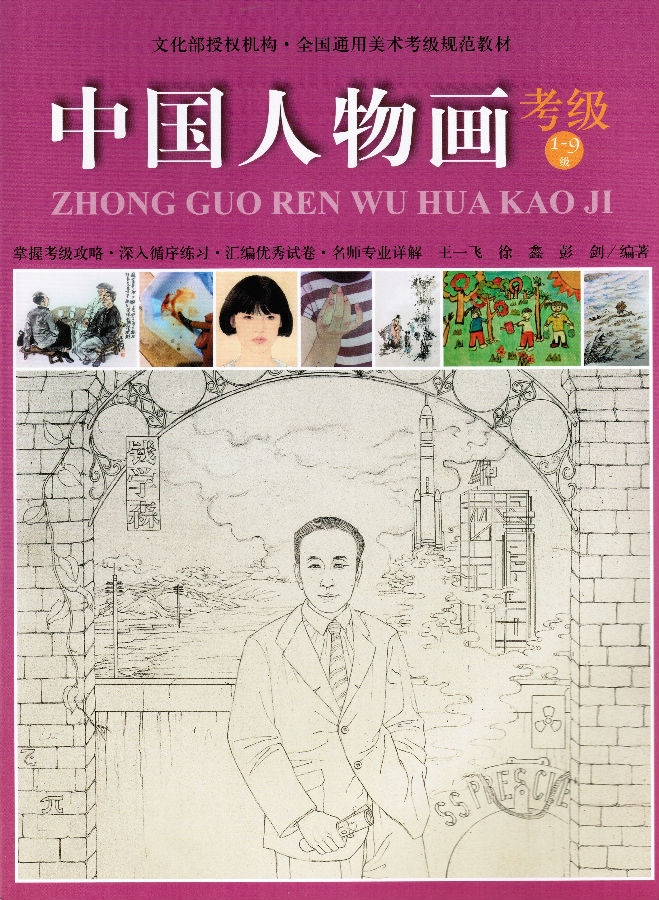 文化部授权机构·全国通用美术考级规范教材
中国人物画考级
1-9
级
ZHONG GUO REN WU HUA KAO JI
掌握考级攻略·深入循序练习·汇编优秀试卷·名师专业详解 王一飞 徐 鑫 彭 剑/编著
钱学森